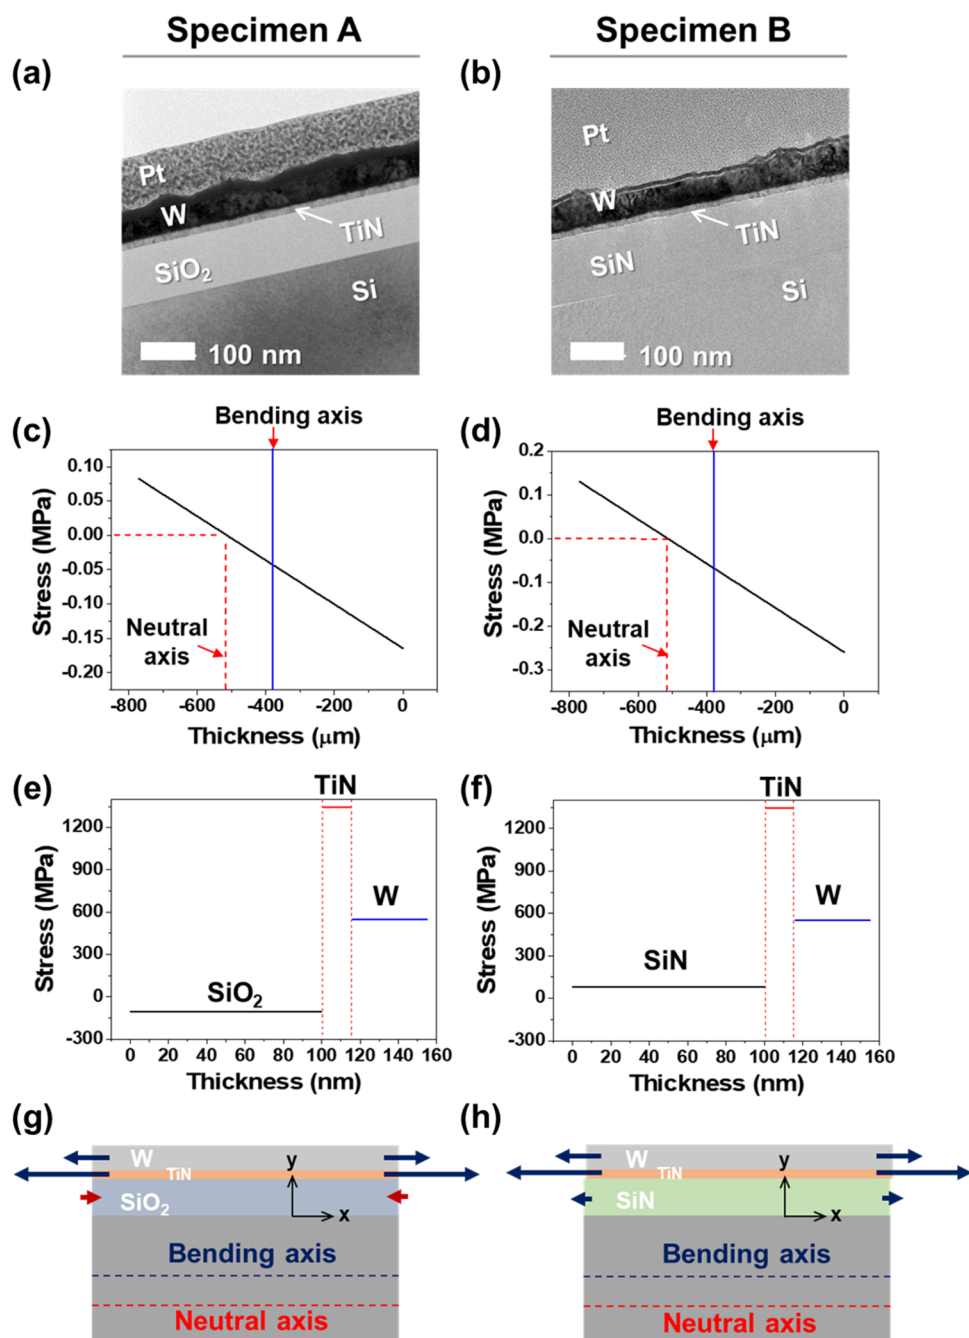 Specimen A
Specimen B
(a)
(b)
Pt
W
TiN
SiO₂
Si
100 nm
Pt
W
TiN
SiN
Si
100 nm
(c)
Bending axis
0.10
0.05
0.00
-0.05
-0.10
-0.15
-0.20
Stress (MPa)
Neutral
axis
-800
-600
-400
-200
0
Thickness (μm)
(d)
Bending axis
0.2
0.1
0.0
-0.1
-0.2
-0.3
Stress (MPa)
Neutral
axis
-800
-600
-400
-200
0
Thickness (μm)
(e)
TiN
1200
900
600
300
0
-300
Stress (MPa)
W
SiO₂
0 20 40 60 80 100 120 140 160
Thickness (nm)
(f)
TiN
1200
900
600
300
0
-300
Stress (MPa)
W
SiN
0 20 40 60 80 100 120 140 160
Thickness (nm)
(g)
W
TiN
y
SiO₂
x
Bending axis
Neutral axis
(h)
W
TiN
y
SiN
x
Bending axis
Neutral axis